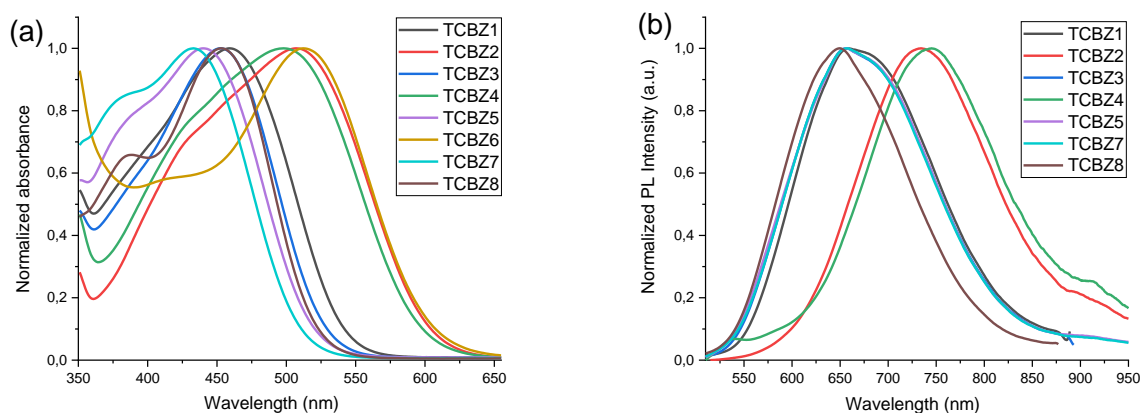 (a)
Normalized absorbance
1,0
0,8
0,6
0,4
0,2
0,0
350
400
450
500
550
600
650
Wavelength (nm)
TCBZ1
TCBZ2
TCBZ3
TCBZ4
TCBZ5
TCBZ6
TCBZ7
TCBZ8
(b)
Normalized PL Intensity (a.u.)
1,0
0,8
0,6
0,4
0,2
0,0
550
600
650
700
750
800
850
900
950
Wavelength (nm)
TCBZ1
TCBZ2
TCBZ3
TCBZ4
TCBZ5
TCBZ7
TCBZ8